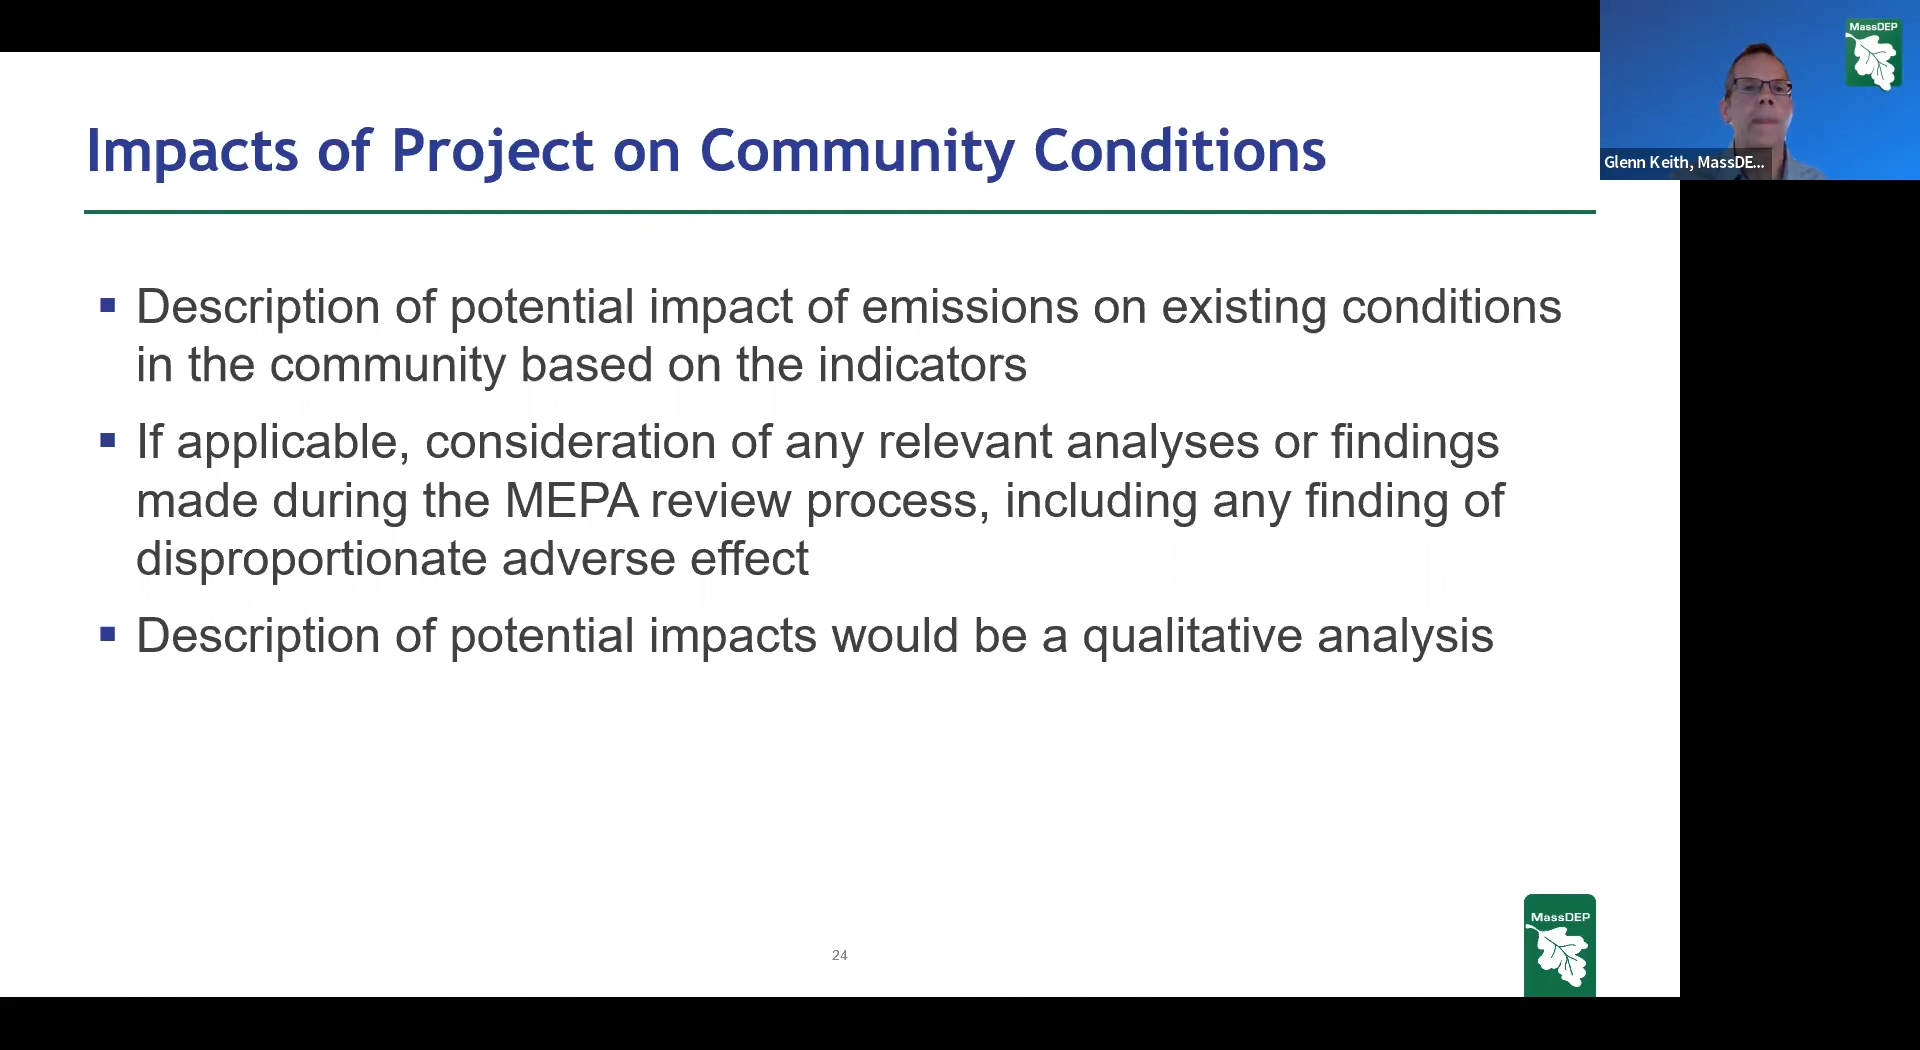 MassDEP
Glenn Keith, MassDE...
Impacts of Project on Community Conditions
Description of potential impact of emissions on existing conditions
in the community based on the indicators
If applicable, consideration of any relevant analyses or findings
made during the MEPA review process, including any finding of
disproportionate adverse effect
Description of potential impacts would be a qualitative analysis
24
MassDEP